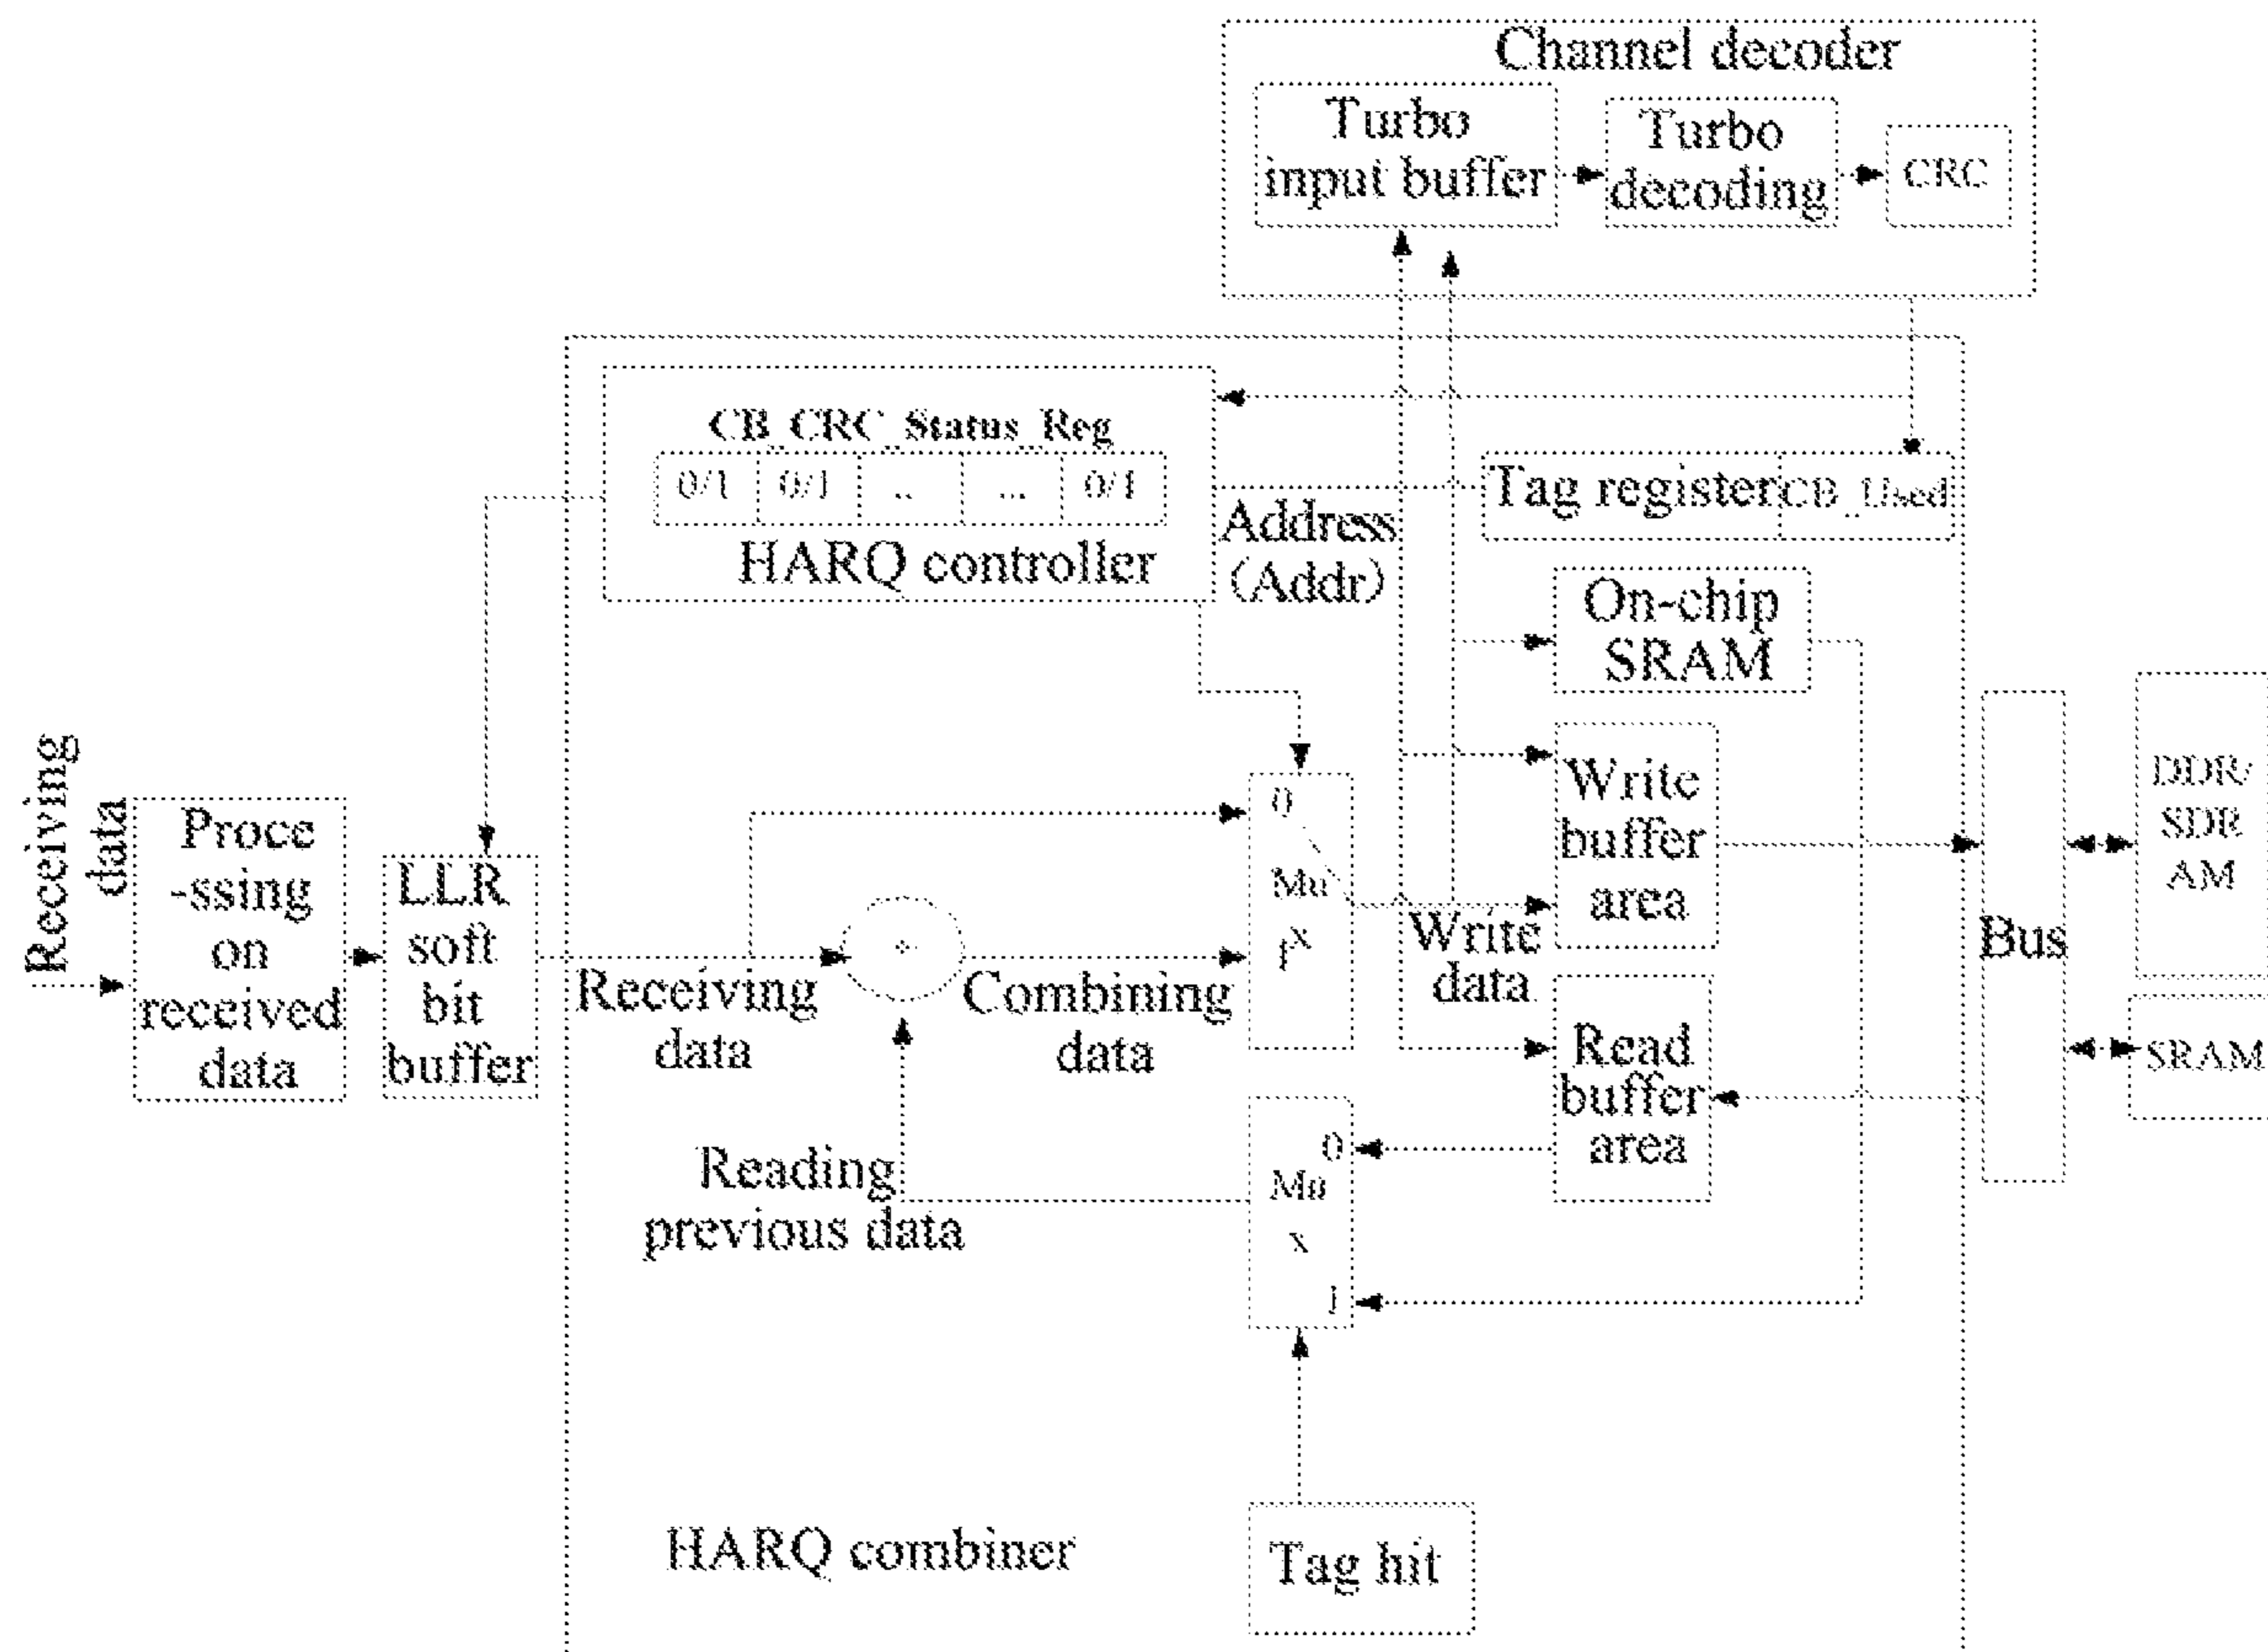 Channel decoder
Turbo
input buffer
Turbo
decoding
CRC
CB_CRC_Status_Reg
0/1 0/1 .. ... 0/1
HARQ controller
Address
(Addr)
Tag register
CB_Used
On-chip
SRAM
Receiving
data
Proce
-ssing
on
received
data
LLR
soft
bit
buffer
Receiving
data
+
Combining
data
0
Mu
x
1
Write
data
Write
buffer
area
Read
buffer
area
Bus
DDR/
SDR
AM
SRAM
Reading
previous data
0
Mu
x
1
HARQ combiner
Tag hit